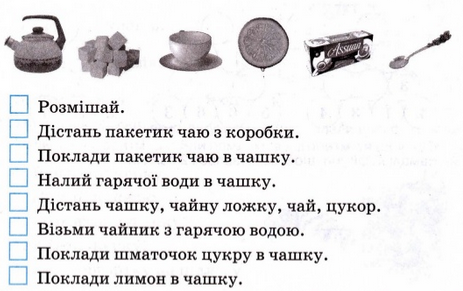 Assuan
Розмішай.
Дістань пакетик чаю з коробки.
Поклади пакетик чаю в чашку.
Налий гарячої води в чашку.
Дістань чашку, чайну ложку, чай, цукор.
Візьми чайник з гарячою водою.
Поклади шматочок цукру в чашку.
Поклади лимон в чашку.